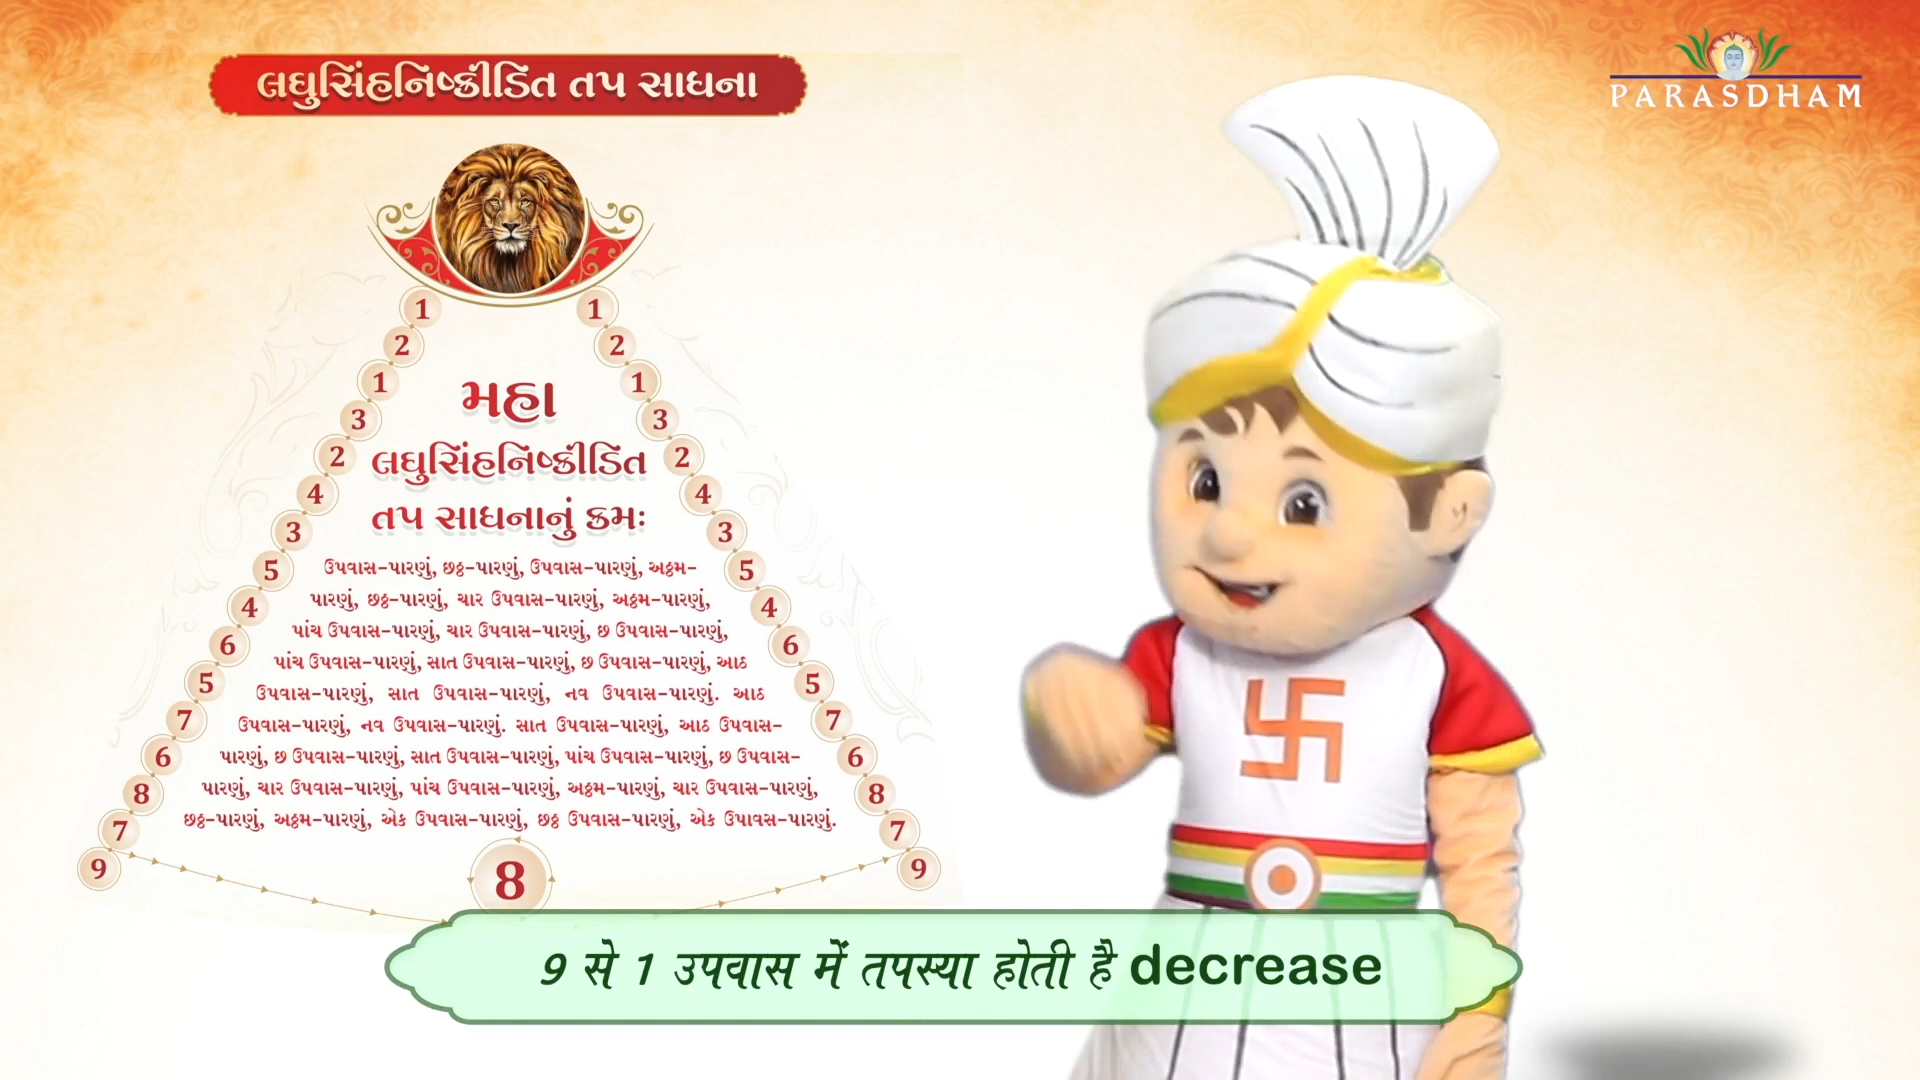 લઘુસિંહનિષ્ક્રીડિત તપ સાધના
PARASDHAM
1 1
2 2
1 1
મહા
3 3
2 લઘુસિંહનિષ્ક્રીડિત 2
4 4
તપ સાધનાનું ક્રમઃ
3 3
5 ઉપવાસ-પારણું, છઠ્ઠ-પારણું, ઉપવાસ-પારણું, અઠ્ઠમ- 5
4 પારણું, છઠ્ઠ-પારણું, ચાર ઉપવાસ-પારણું, અઠ્ઠમ-પારણું, 4
પાંચ ઉપવાસ-પારણું, ચાર ઉપવાસ-પારણું, છ ઉપવાસ-પારણું,
6 6
પાંચ ઉપવાસ-પારણું, સાત ઉપવાસ-પારણું, છ ઉપવાસ-પારણું, આઠ
5 ઉપવાસ-પારણું, સાત ઉપવાસ-પારણું, નવ ઉપવાસ-પારણું. આઠ 5
7 ઉપવાસ-પારણું, નવ ઉપવાસ-પારણું. સાત ઉપવાસ-પારણું, આઠ ઉપવાસ- 7
6 પારણું, છ ઉપવાસ-પારણું, સાત ઉપવાસ-પારણું, પાંચ ઉપવાસ-પારણું, છ ઉપવાસ- 6
8 પારણું, ચાર ઉપવાસ-પારણું, પાંચ ઉપવાસ-પારણું, અઠ્ઠમ-પારણું, ચાર ઉપવાસ-પારણું, 8
7 છઠ્ઠ-પારણું, અઠ્ઠમ-પારણું, એક ઉપવાસ-પારણું, છઠ્ઠ ઉપવાસ-પારણું, એક ઉપાવસ-પારણું. 7
9 8 9
9 से 1 उपवास में तपस्या होती है decrease